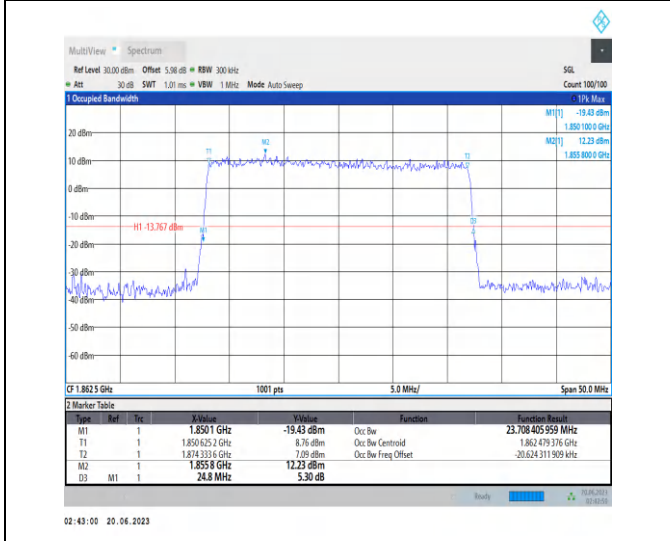 MultiView Spectrum
Ref Level 30.00 dBm Offset 5.98 dB RBW 300 kHz SGL
Att 30 dB SWT 1.01 ms VBW 1 MHz Mode Auto Sweep Count 100/100
1 Occupied Bandwidth 1Pk Max
M1[1] -19.43 dBm
1.850 100 0 GHz
M2[1] 12.23 dBm
1.855 800 0 GHz
20 dBm
T1 M2 T2
10 dBm
0 dBm
-10 dBm
D3
H1 -13.767 dBm M1
-20 dBm
-30 dBm
-40 dBm
-50 dBm
-60 dBm
CF 1.862 5 GHz 1001 pts 5.0 MHz/ Span 50.0 MHz
2 Marker Table
Type Ref Trc X-Value Y-Value Function Function Result
M1 1 1.8501 GHz -19.43 dBm Occ Bw 23.708 405 959 MHz
T1 1 1.850 625 2 GHz 8.76 dBm Occ Bw Centroid 1.862 479 376 GHz
T2 1 1.874 333 6 GHz 7.09 dBm Occ Bw Freq Offset -20.624 311 909 kHz
M2 1 1.8558 GHz 12.23 dBm
D3 M1 1 24.8 MHz 5.30 dB
Ready 20.06.2023
02:43:00 20.06.2023